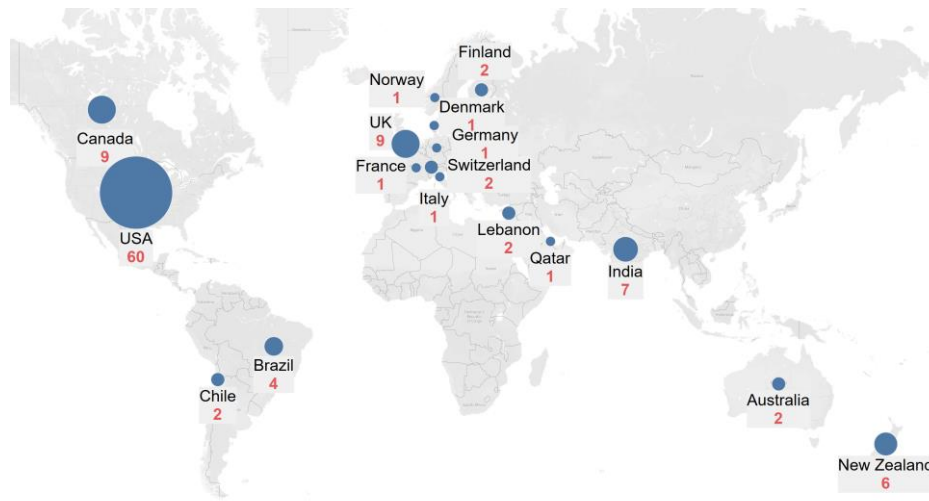 Finland
2
Norway
1
Denmark
1
UK
9
Germany
1
Canada
9
France
1
Switzerland
2
Italy
1
USA
60
Lebanon
2
Qatar
1
India
7
Brazil
4
Chile
2
Australia
2
New Zealand
6